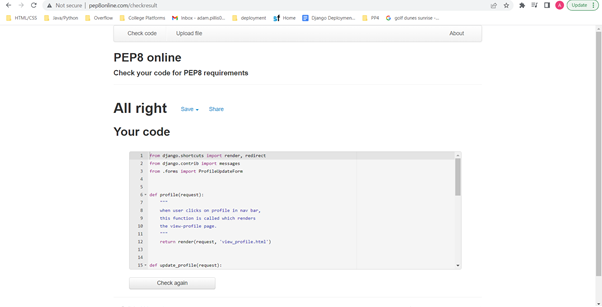 Not secure | pep8online.com/checkresult
Update
HTML/CSS Java/Python Overflow College Platforms Inbox - adam.pillx0... deployment Home Django Deploymen... PP4 golf dunes sunrise -...
Check code Upload file About
PEP8 online
Check your code for PEP8 requirements
All right Save Share
Your code
1 from django.shortcuts import render, redirect
2 from django.contrib import messages
3 from .forms import ProfileUpdateForm
4
5
6 def profile(request):
7 """
8 when user clicks on profile in nav bar,
9 this function is called which renders
10 the view-profile page.
11 """
12 return render(request, 'view_profile.html')
13
14
15 def update_profile(request):
Check again